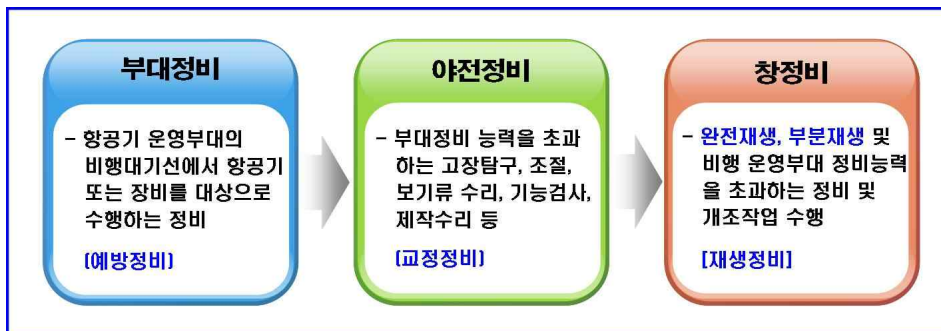 부대정비
– 항공기 운영부대의
비행대기선에서 항공기
또는 장비를 대상으로
수행하는 정비
(예방정비)
야전정비
– 부대정비 능력을 초과
하는 고장탐구, 조절,
보기류 수리, 기능검사,
제작수리 등
(교정정비)
창정비
– 완전재생, 부분재생 및
비행 운영부대 정비능력
을 초과하는 정비 및
개조작업 수행
[재생정비]